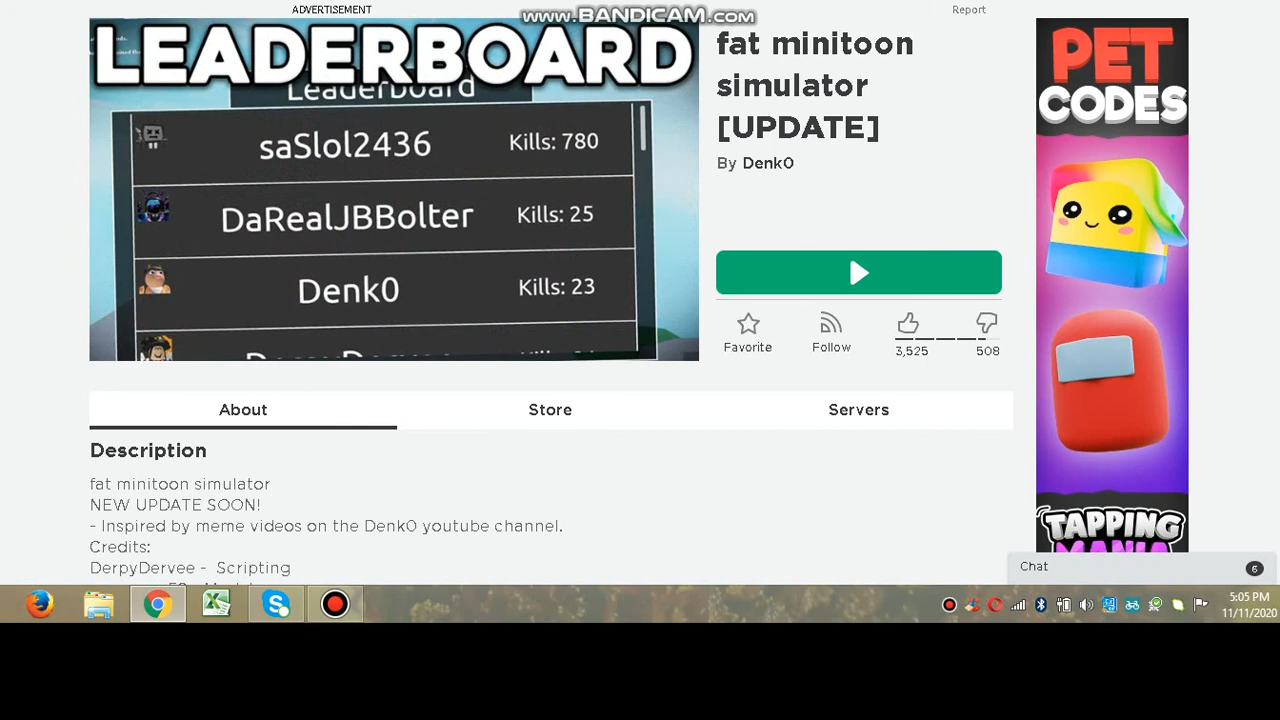 ADVERTISEMENT
www.BANDICAM.com
Report
LEADERBOARD
Leaderboard
saSlol2436 Kills: 780
DaRealJBBolter Kills: 25
Denk0 Kills: 23
fat minitoon
simulator
[UPDATE]
By Denk0
Favorite
Follow
3,525
508
PET
CODES
TAPPING
MANIA
About
Store
Servers
Description
fat minitoon simulator
NEW UPDATE SOON!
- Inspired by meme videos on the Denk0 youtube channel.
Credits:
DerpyDervee - Scripting
Chat
6
5:05 PM
11/11/2020